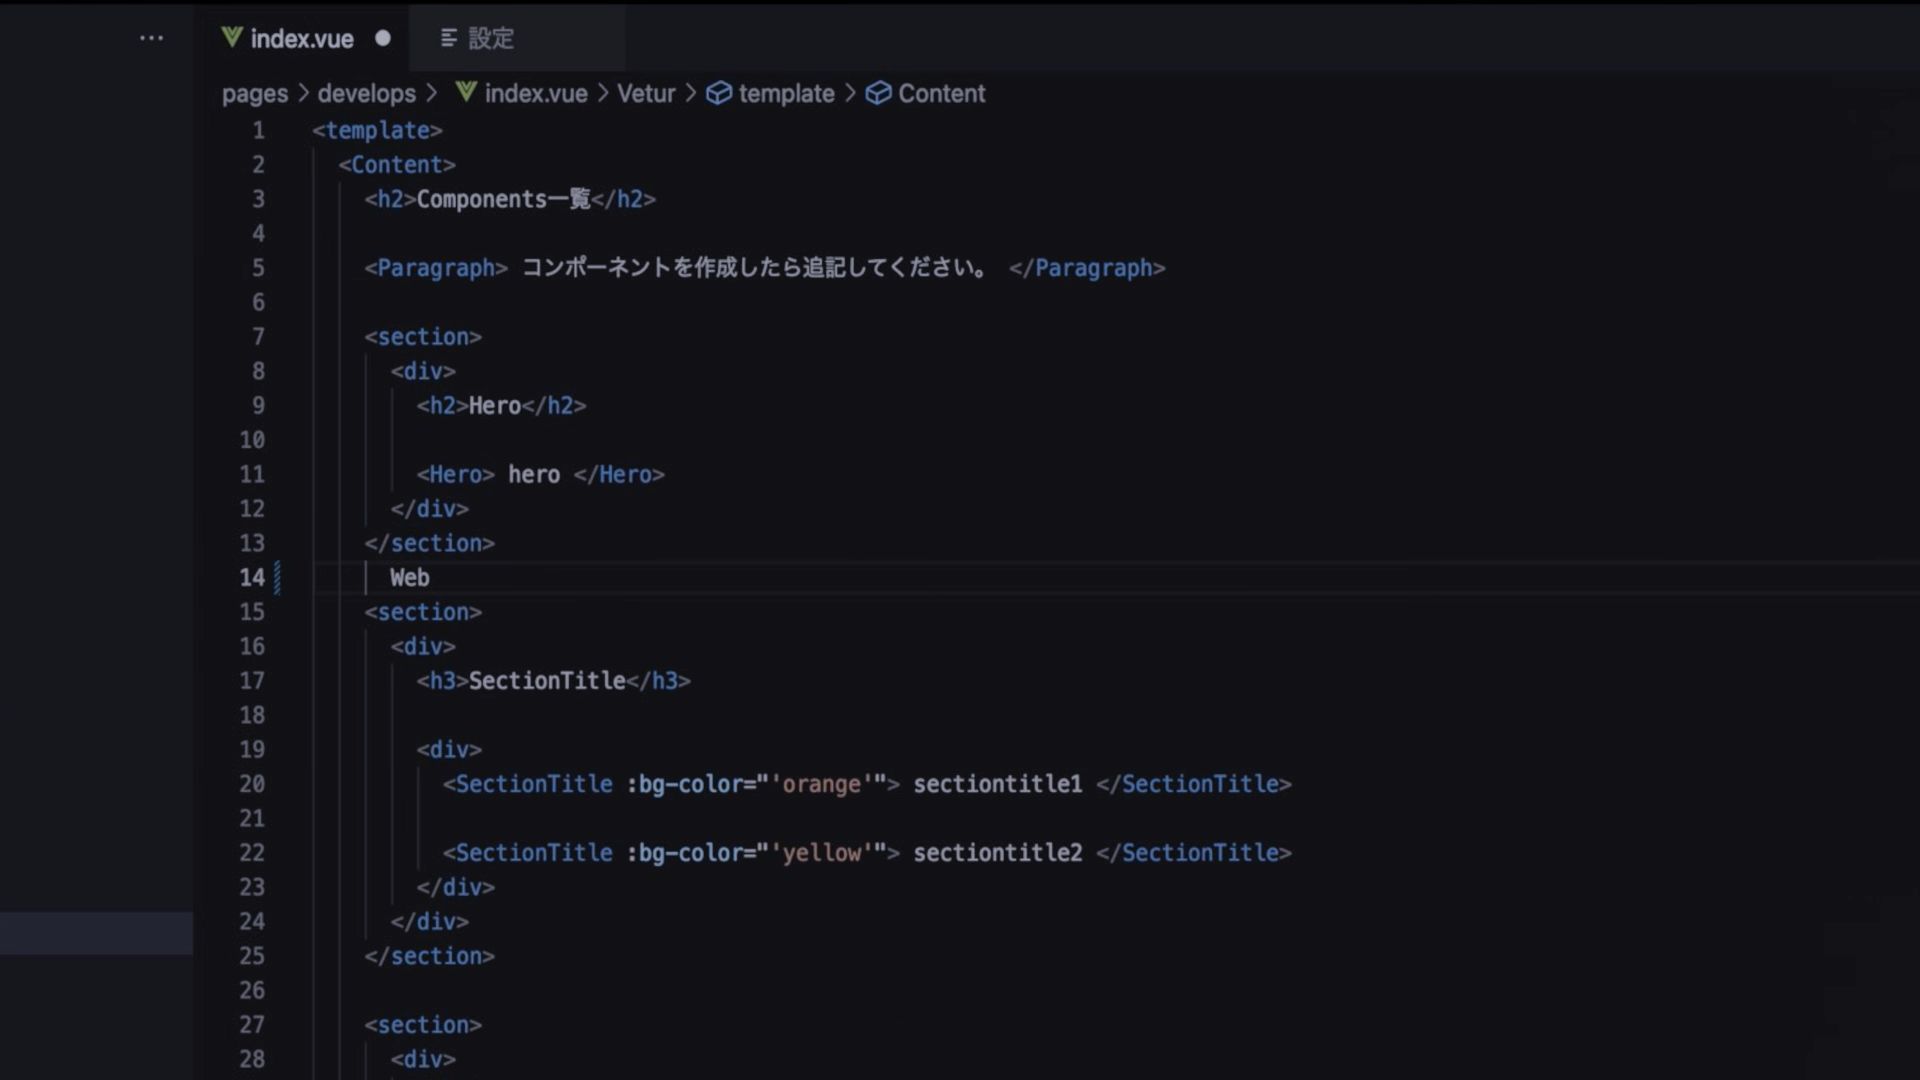 ··· index.vue ● 設定
pages > develops > index.vue > Vetur > template > Content
1 <template>
2 <Content>
3 <h2>Components一覧</h2>
4
5 <Paragraph> コンポーネントを作成したら追記してください。 </Paragraph>
6
7 <section>
8 <div>
9 <h2>Hero</h2>
10
11 <Hero> hero </Hero>
12 </div>
13 </section>
14 Web
15 <section>
16 <div>
17 <h3>SectionTitle</h3>
18
19 <div>
20 <SectionTitle :bg-color="'orange'"> sectiontitle1 </SectionTitle>
21
22 <SectionTitle :bg-color="'yellow'"> sectiontitle2 </SectionTitle>
23 </div>
24 </div>
25 </section>
26
27 <section>
28 <div>